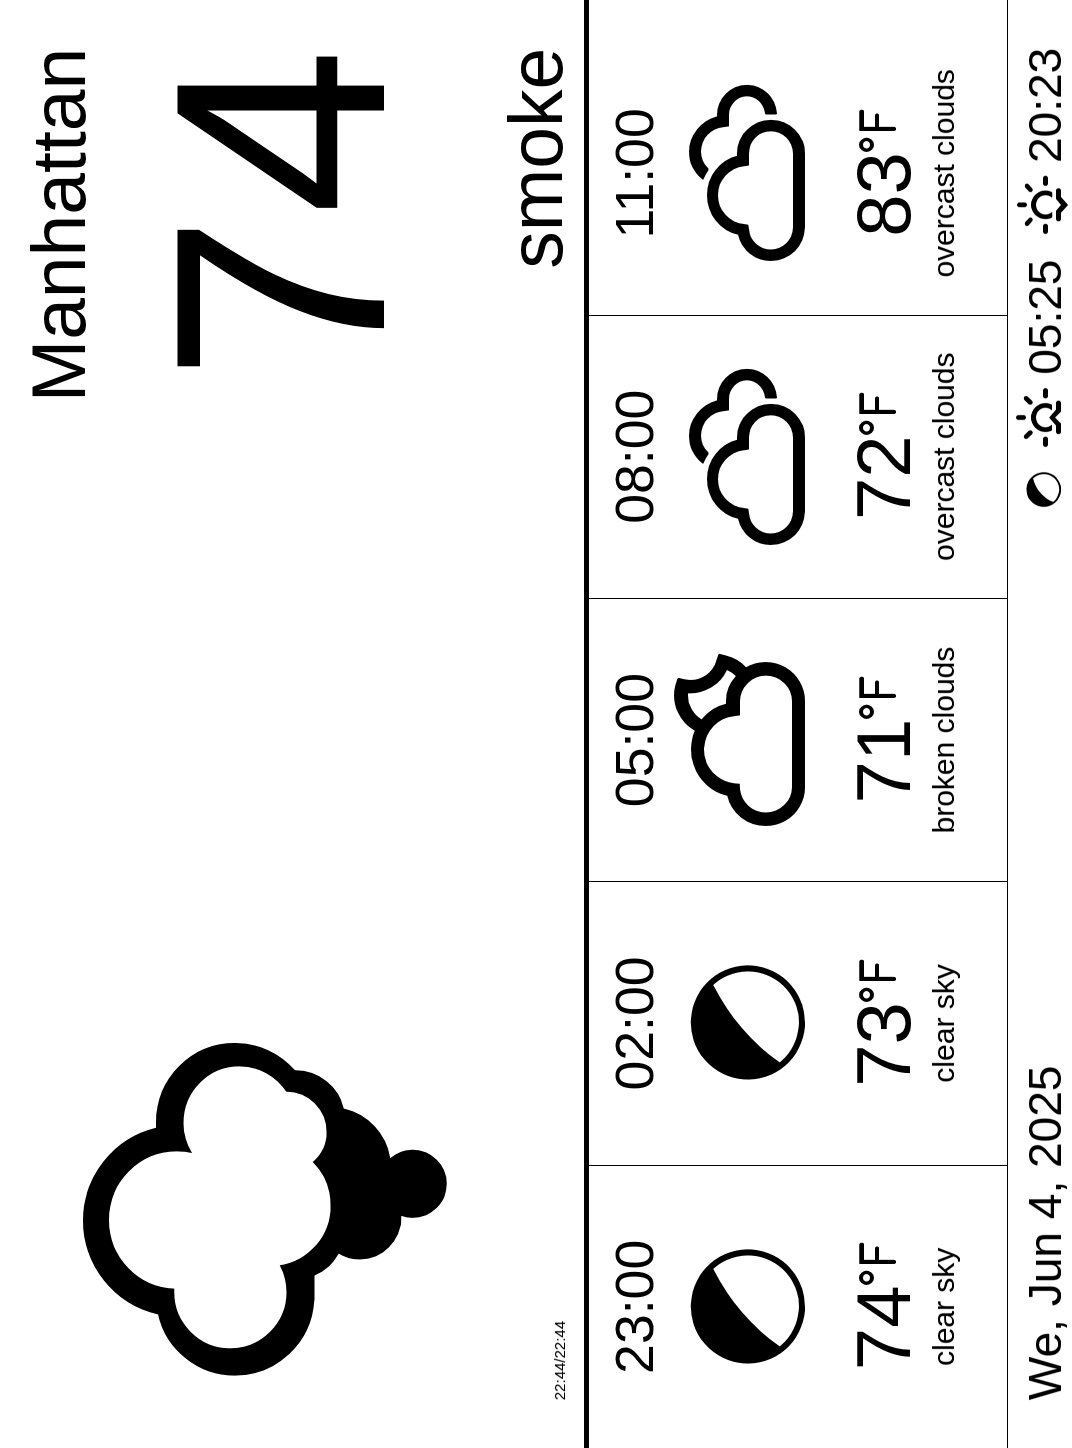 Manhattan
74
smoke
22:44/22:44
23:00
02:00
05:00
08:00
11:00
74°F
73°F
71°F
72°F
83°F
clear sky
clear sky
broken clouds
overcast clouds
overcast clouds
We, Jun 4, 2025
05:25
20:23